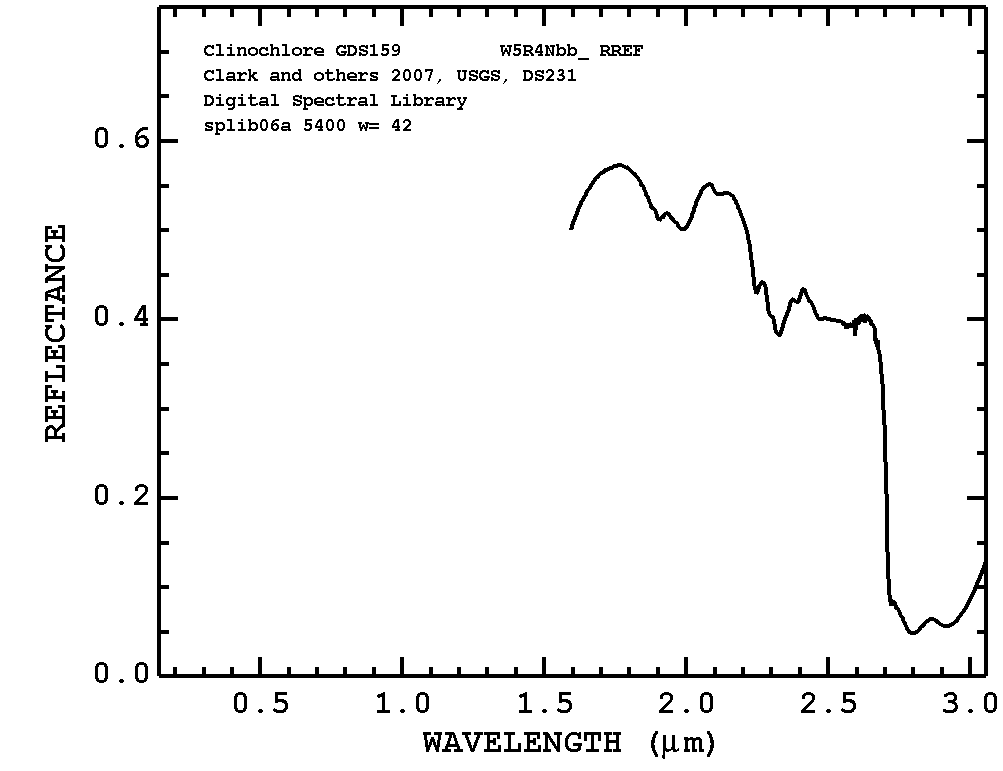 Clinochlore GDS159 W5R4Nbb_ RREF
Clark and others 2007, USGS, DS231
Digital Spectral Library
splib06a 5400 w= 42
0.6
0.4
0.2
0.0
REFLECTANCE
0.5 1.0 1.5 2.0 2.5 3.0
WAVELENGTH (μm)